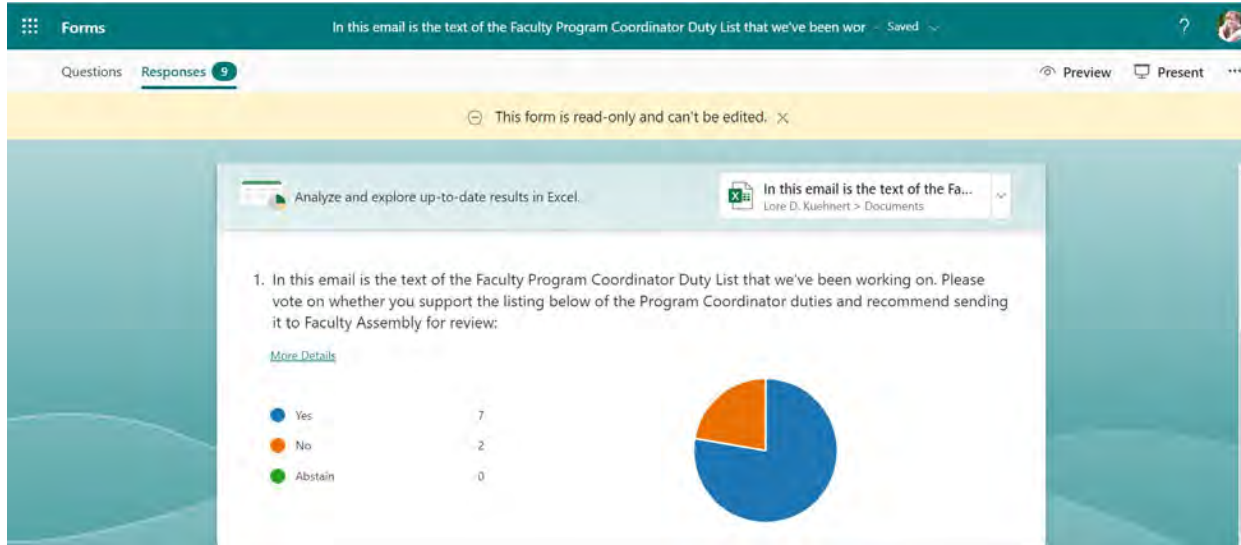 Forms
In this email is the text of the Faculty Program Coordinator Duty List that we've been wor - Saved
?
Questions Responses 9
Preview Present ...
This form is read-only and can't be edited.
Analyze and explore up-to-date results in Excel.
In this email is the text of the Fa...
Lore D. Kuehnert > Documents
1. In this email is the text of the Faculty Program Coordinator Duty List that we've been working on. Please
vote on whether you support the listing below of the Program Coordinator duties and recommend sending
it to Faculty Assembly for review:
More Details
Yes 7
No 2
Abstain 0